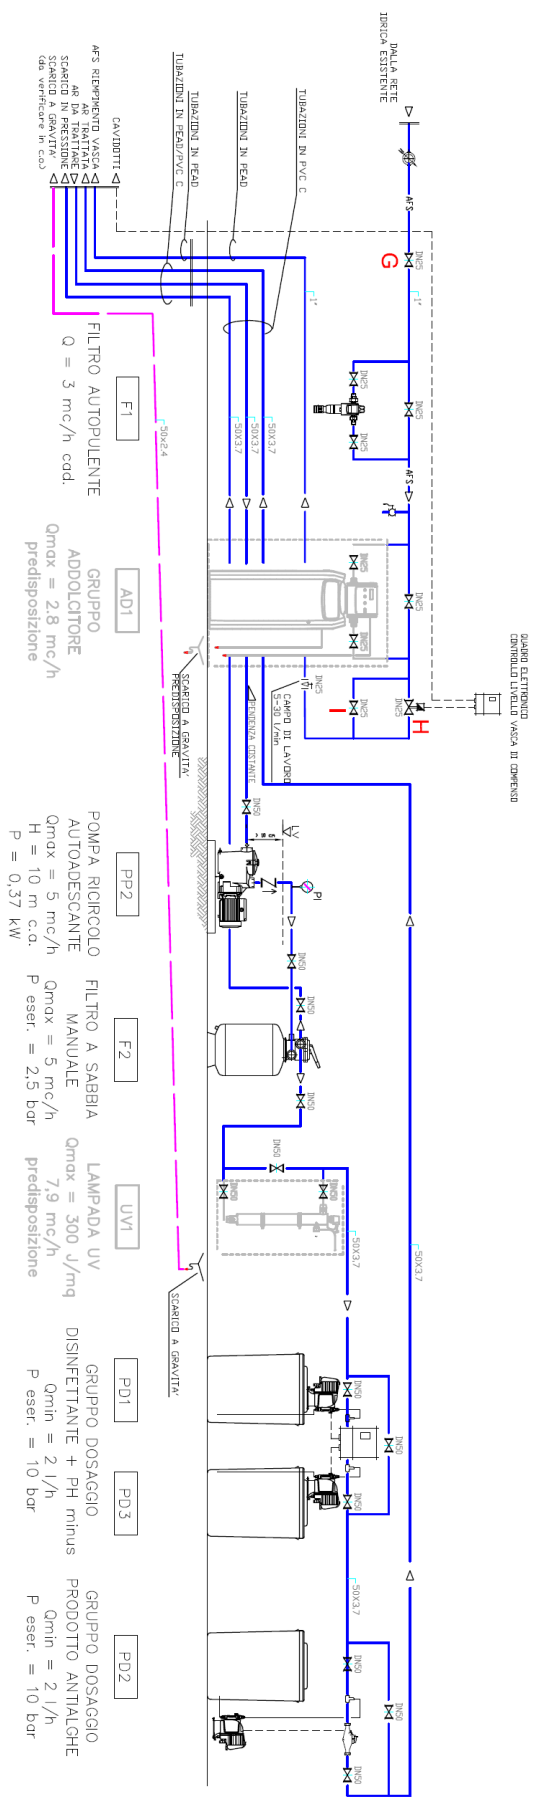 DALLA RETE
IDRICA ESISTENTE
AFS
DN25
G
1"
DN25
DN25
DN25
AFS
DN25
DN25
DN25
DN25
H
DN25
I
QUADRO ELETTRONICO
CONTROLLO LIVELLO VASCA DI COMPENSO
DN25
CAMPO DI LAVORO
5-30 l/min
TUBAZIONI IN PVC C
TUBAZIONI IN PEAD
TUBAZIONI IN PEAD
TUBAZIONI IN PEAD/PVC C
CAVIDOTTI
AFS RIEMPIMENTO VASCA
AR TRATTATA
AR DA TRATTARE
SCARICO IN PRESSIONE
SCARICO A GRAVITA'
(da verificare in c.o.)
1"
50X3.7
50X3.7
50X3.7
50x2.4
SCARICO A GRAVITA'
PREDISPOSIZIONE
PENDENZA COSTANTE
DN50
LV
PI
DN50
DN50
DN50
DN50
DN50
DN50
50X3.7
50X3.7
SCARICO A GRAVITA'
DN50
DN50
DN50
50X3.7
DN50
DN50
DN50
F1
FILTRO AUTOPULENTE
Q = 3 mc/h cad.
AD1
GRUPPO
ADDOLCITORE
Qmax = 2.8 mc/h
predisposizione
PP2
POMPA RICIRCOLO
AUTOADESCANTE
Qmax = 5 mc/h
H = 10 m c.a.
P = 0,37 kW
F2
FILTRO A SABBIA
MANUALE
Qmax = 5 mc/h
P eser. = 2,5 bar
UV1
LAMPADA UV
Qmax = 300 J/mq
7,9 mc/h
predisposizione
PD1
PD3
GRUPPO DOSAGGIO
DISINFETTANTE + PH minus
Qmin = 2 l/h
P eser. = 10 bar
PD2
GRUPPO DOSAGGIO
PRODOTTO ANTIALGHE
Qmin = 2 l/h
P eser. = 10 bar